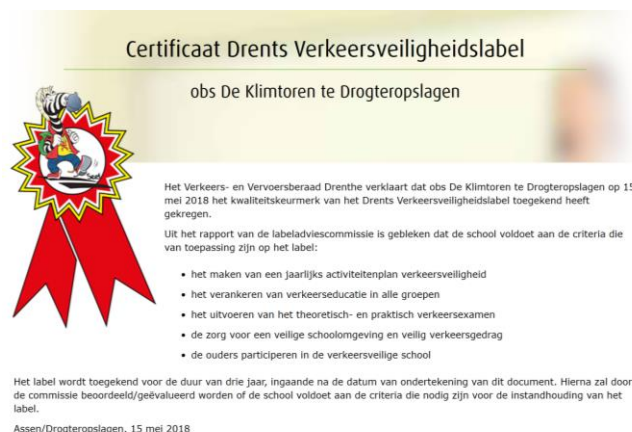 Certificaat Drents Verkeersveiligheidslabel
obs De Klimtoren te Drogteropslagen
Het Verkeers- en Vervoersberaad Drenthe verklaart dat obs De Klimtoren te Drogteropslagen op 15
mei 2018 het kwaliteitskeurmerk van het Drents Verkeersveiligheidslabel toegekend heeft
gekregen.
Uit het rapport van de labeladviescommissie is gebleken dat de school voldoet aan de criteria die
van toepassing zijn op het label:
• het maken van een jaarlijks activiteitenplan verkeersveiligheid
• het verankeren van verkeerseducatie in alle groepen
• het uitvoeren van het theoretisch- en praktisch verkeersexamen
• de zorg voor een veilige schoolomgeving en veilig verkeersgedrag
• de ouders participeren in de verkeersveilige school
Het label wordt toegekend voor de duur van drie jaar, ingaande na de datum van ondertekening van dit document. Hierna zal door
de commissie beoordeeld/geëvalueerd worden of de school voldoet aan de criteria die nodig zijn voor de instandhouding van het
label.
Assen/Drogteropslagen, 15 mei 2018